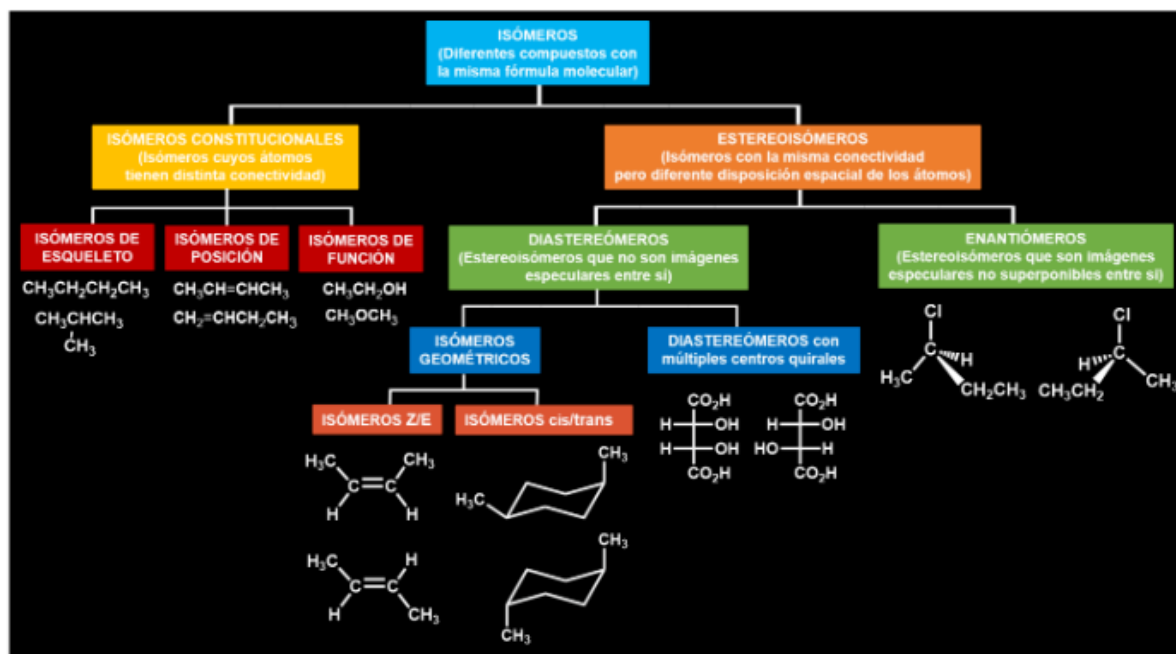 ISÓMEROS
(Diferentes compuestos con
la misma fórmula molecular)
ISÓMEROS CONSTITUCIONALES
(Isómeros cuyos átomos
tienen distinta conectividad)
ESTEREOISÓMEROS
(Isómeros con la misma conectividad
pero diferente disposición espacial de los átomos)
ISÓMEROS DE
ESQUELETO
CH₃CH₂CH₂CH₃
CH₃CHCH₃
CH₃
ISÓMEROS DE
POSICIÓN
CH₃CH=CHCH₃
CH₂=CHCH₂CH₃
ISÓMEROS DE
FUNCIÓN
CH₃CH₂OH
CH₃OCH₃
DIASTEREÓMEROS
(Estereoisómeros que no son imágenes
especulares entre sí)
ENANTIÓMEROS
(Estereoisómeros que son imágenes
especulares no superponibles entre si)
ISÓMEROS
GEOMÉTRICOS
DIASTEREÓMEROS con
múltiples centros quirales
ISÓMEROS Z/E
H₃C CH₃
C=C
H H
H₃C H
C=C
H CH₃
ISÓMEROS cis/trans
CH₃
H₃C
CH₃
CH₃
CO₂H
H OH
H OH
CO₂H
CO₂H
H OH
HO H
CO₂H
Cl
C H
H₃C
CH₂CH₃
Cl
H C
CH₃
CH₃CH₂